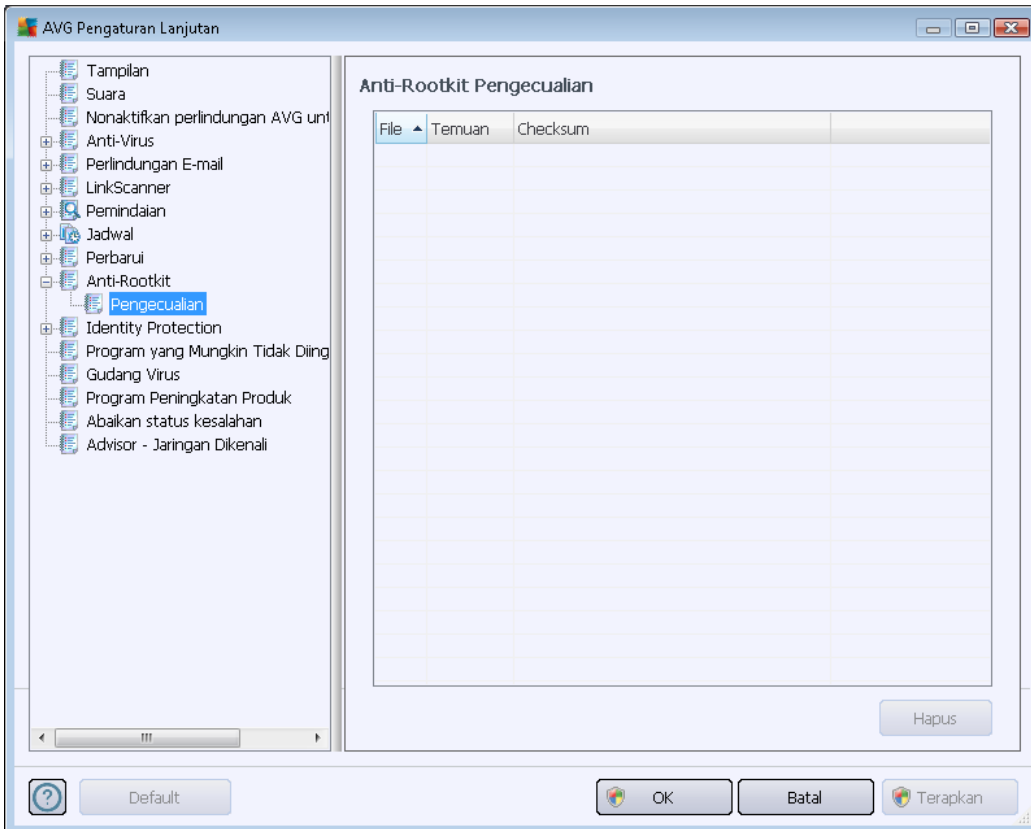 AVG Pengaturan Lanjutan
Tampilan
Suara
Nonaktifkan perlindungan AVG unt
Anti-Virus
Perlindungan E-mail
LinkScanner
Pemindaian
Jadwal
Perbarui
Anti-Rootkit
Pengecualian
Identity Protection
Program yang Mungkin Tidak Diing
Gudang Virus
Program Peningkatan Produk
Abaikan status kesalahan
Advisor - Jaringan Dikenali
Anti-Rootkit Pengecualian
File Temuan Checksum
Hapus
? Default OK Batal Terapkan